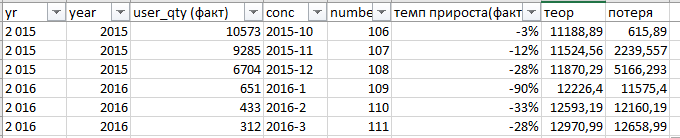 yr year user_qty (факт) conc numbe темп прироста(факт теор потеря
2 015 2015 10573 2015-10 106 -3% 11188,89 615,89
2 015 2015 9285 2015-11 107 -12% 11524,56 2239,557
2 015 2015 6704 2015-12 108 -28% 11870,29 5166,293
2 016 2016 651 2016-1 109 -90% 12226,4 11575,4
2 016 2016 433 2016-2 110 -33% 12593,19 12160,19
2 016 2016 312 2016-3 111 -28% 12970,99 12658,99